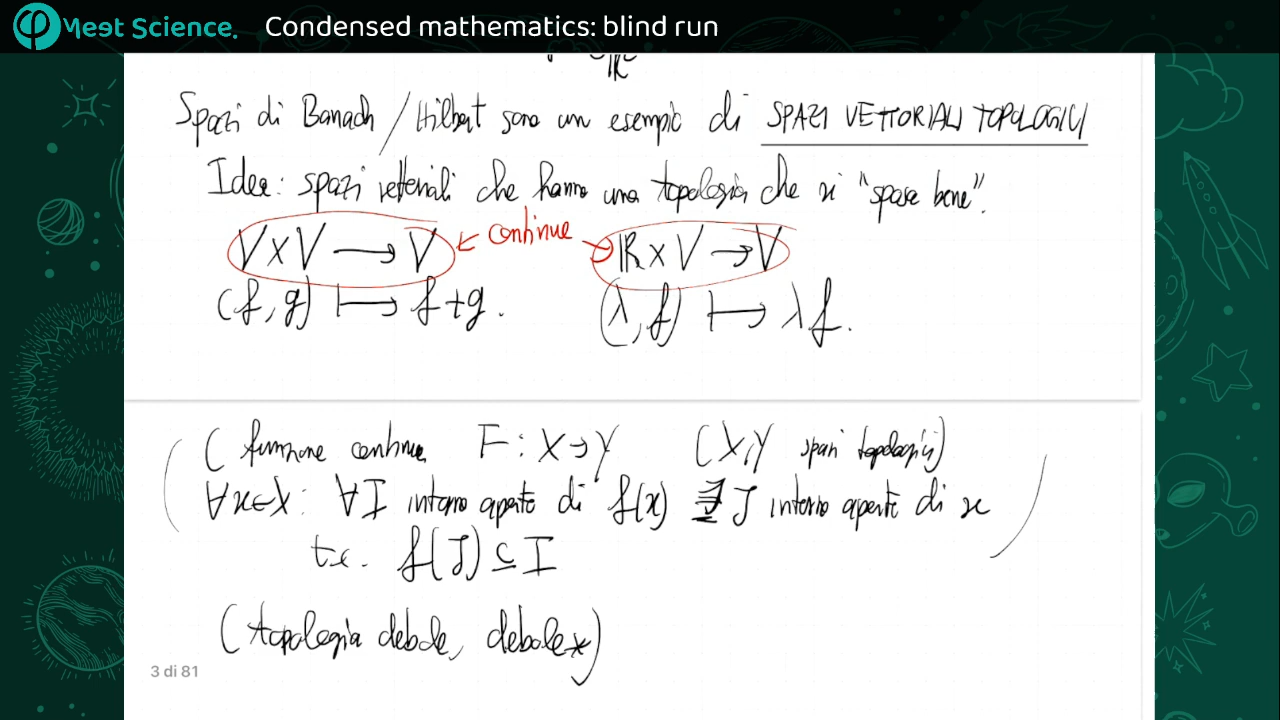 Meet Science.
Condensed mathematics: blind run
Spazi di Banach/Hilbert sono un esempio di SPAZI VETTORIALI TOPOLOGICI
Idea: spazi vettoriali che hanno una topologia che si "sposa bene".
V×V → V ← continue → ℝ×V → V
(f,g) ↦ f+g. (λ,f) ↦ λf.
(funzione continua F: X→Y (X,Y spazi topologici)
∀x∈X: ∀I intorno aperto di f(x) ∃J intorno aperto di x
t.c. f(J)⊆I
(topologia debole, debole*)
3 di 81